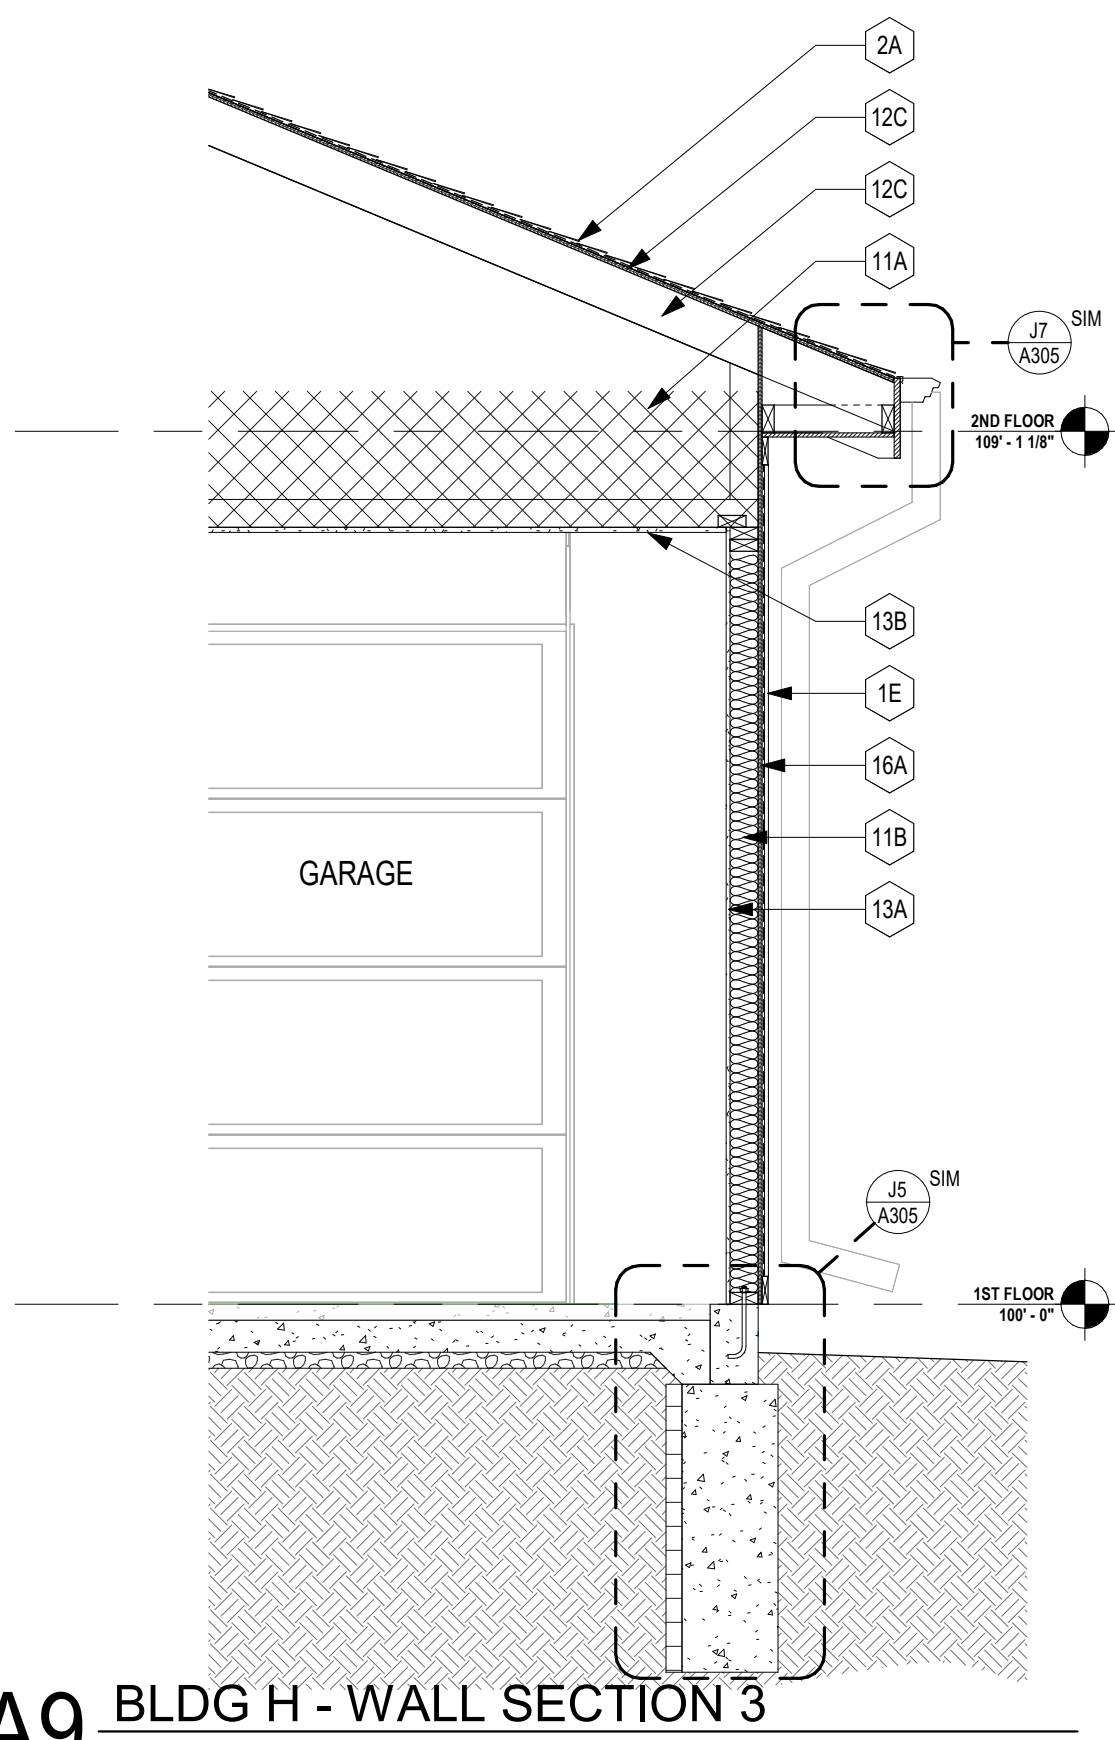 2A
12C
12C
11A
J7
A305
SIM
2ND FLOOR
109' - 1 1/8"
13B
1E
16A
11B
13A
GARAGE
J5
A305
SIM
1ST FLOOR
100' - 0"
A9
BLDG H - WALL SECTION 3